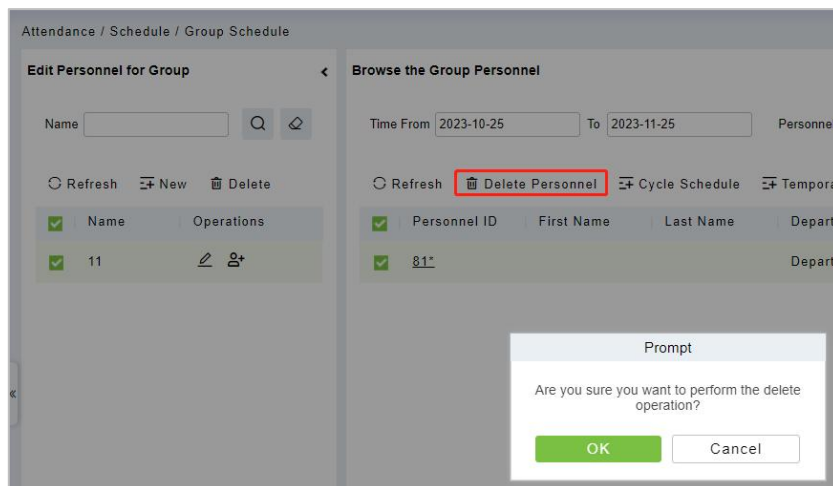 Attendance / Schedule / Group Schedule
Edit Personnel for Group
Browse the Group Personnel
Name
Time From 2023-10-25 To 2023-11-25 Personne
Refresh New Delete
Refresh Delete Personnel Cycle Schedule Tempora
Name Operations
Personnel ID First Name Last Name Depart
11
81* Depart
Prompt
Are you sure you want to perform the delete
operation?
OK Cancel